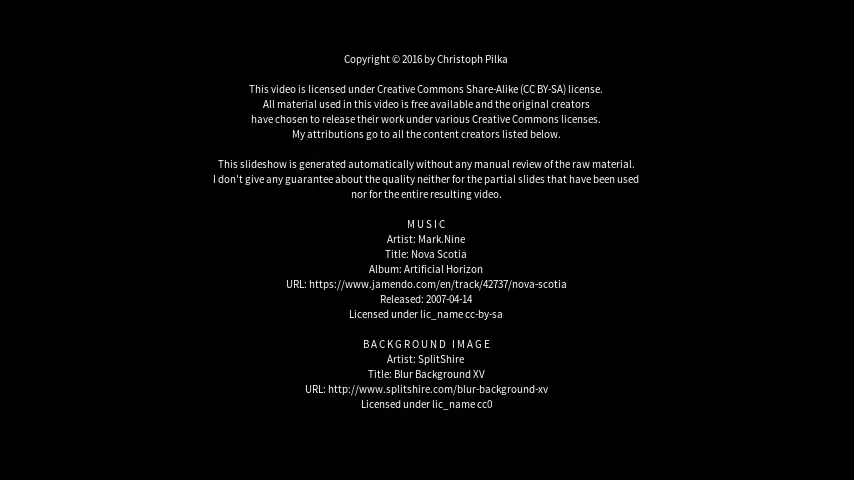 Copyright © 2016 by Christoph Pilka
This video is licensed under Creative Commons Share-Alike (CC BY-SA) license.
All material used in this video is free available and the original creators
have chosen to release their work under various Creative Commons licenses.
My attributions go to all the content creators listed below.
This slideshow is generated automatically without any manual review of the raw material.
I don't give any guarantee about the quality neither for the partial slides that have been used
nor for the entire resulting video.
MUSIC
Artist: Mark.Nine
Title: Nova Scotia
Album: Artificial Horizon
URL: https://www.jamendo.com/en/track/42737/nova-scotia
Released: 2007-04-14
Licensed under lic_name cc-by-sa
BACKGROUND IMAGE
Artist: SplitShire
Title: Blur Background XV
URL: http://www.splitshire.com/blur-background-xv
Licensed under lic_name cc0